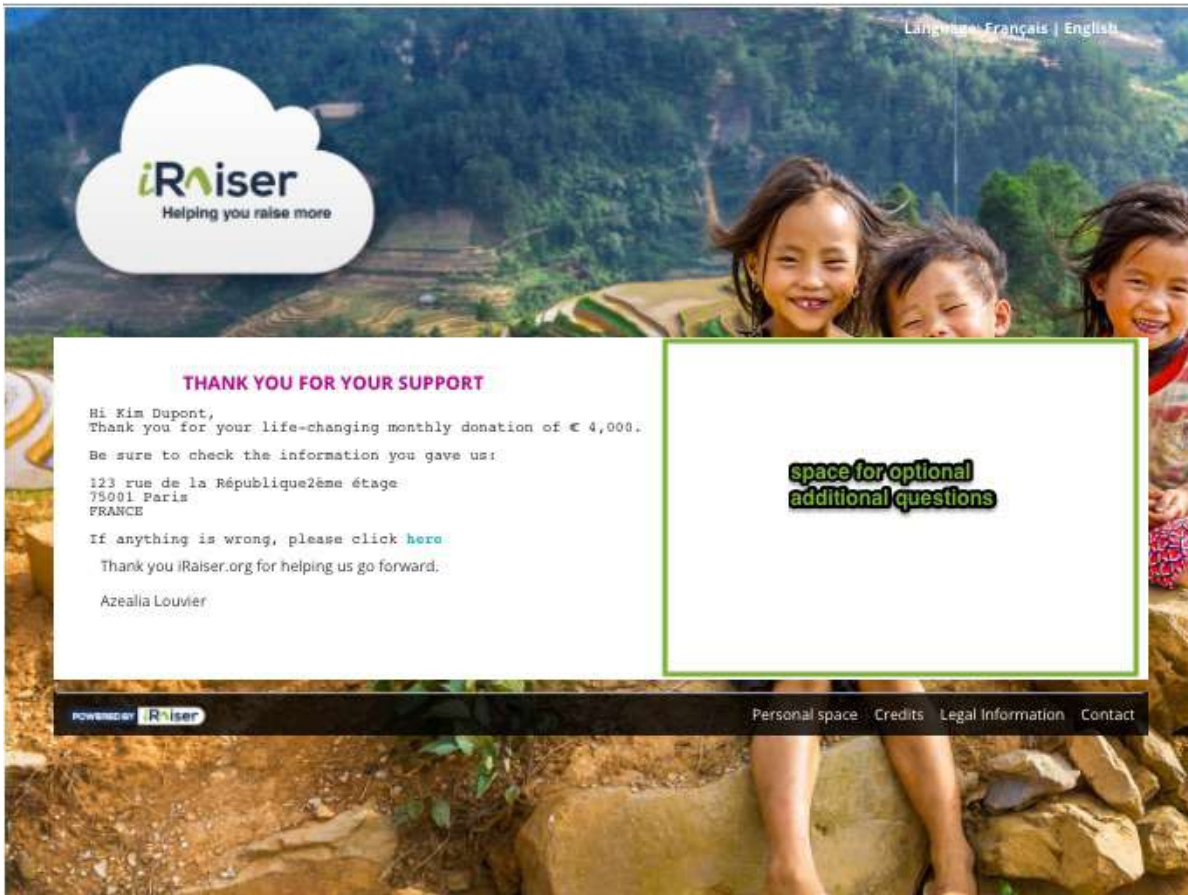 Language: Français | English
iRaiser
Helping you raise more
THANK YOU FOR YOUR SUPPORT
Hi Kim Dupont,
Thank you for your life-changing monthly donation of € 4,000.
Be sure to check the information you gave us:
123 rue de la République2ème étage
75001 Paris
FRANCE
If anything is wrong, please click here
Thank you iRaiser.org for helping us go forward.
Azealia Louvier
space for optional
additional questions
POWERED BY iRaiser
Personal space Credits Legal Information Contact